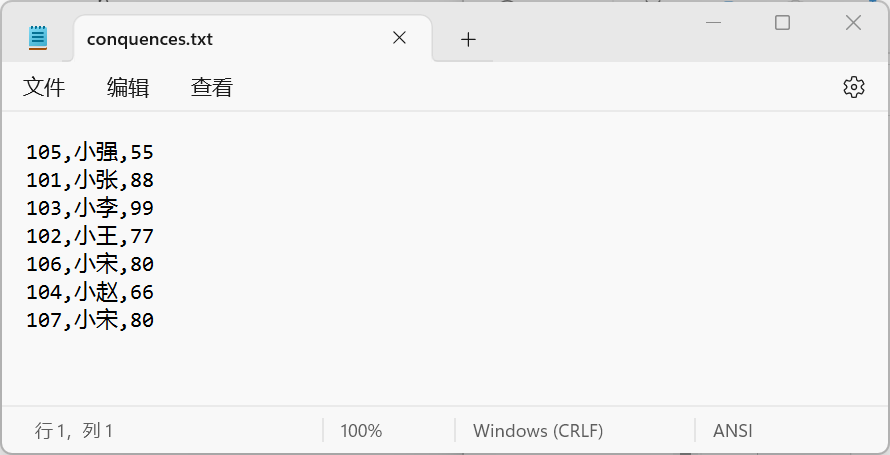 conquences.txt
文件 编辑 查看
105,小强,55
101,小张,88
103,小李,99
102,小王,77
106,小宋,80
104,小赵,66
107,小宋,80
行 1, 列 1 100% Windows (CRLF) ANSI